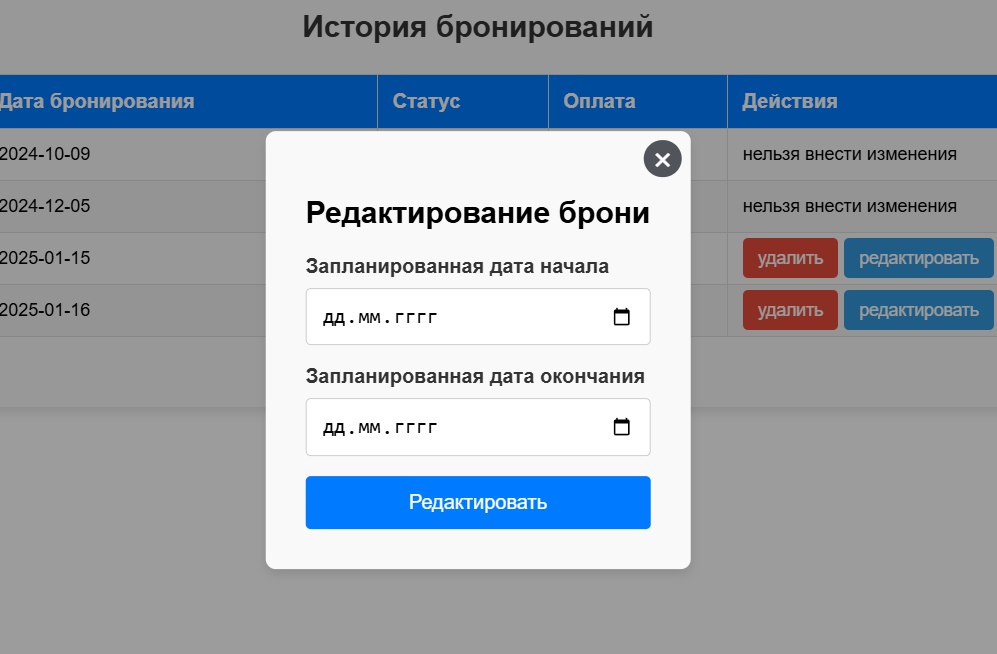 История бронирований
Дата бронирования Статус Оплата Действия
2024-10-09 нельзя внести изменения
2024-12-05 нельзя внести изменения
2025-01-15 удалить редактировать
2025-01-16 удалить редактировать
Редактирование брони
Запланированная дата начала
дд.мм.гггг
Запланированная дата окончания
дд.мм.гггг
Редактировать